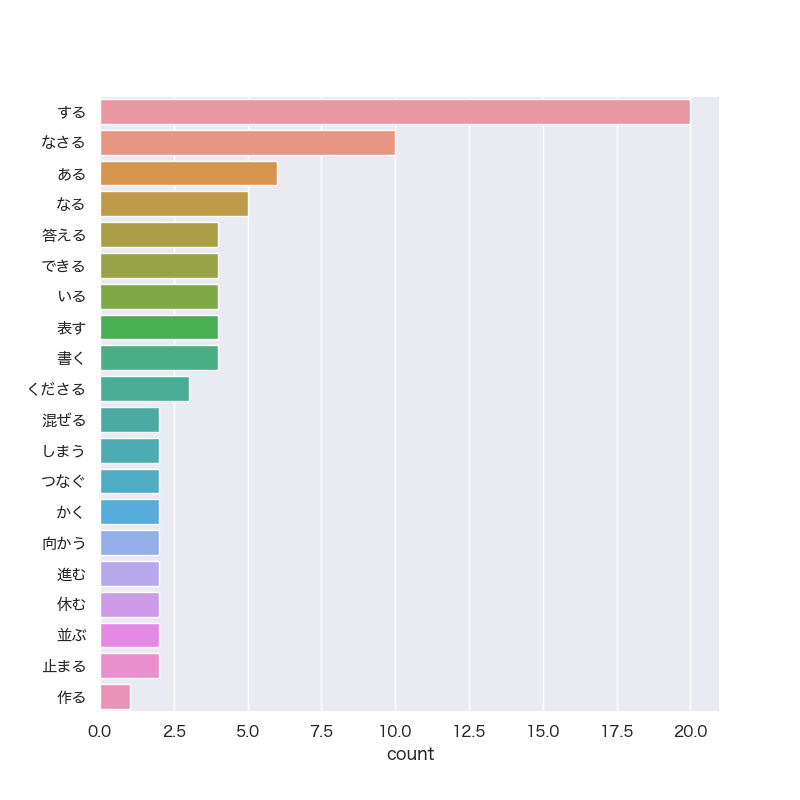 する
なさる
ある
なる
答える
できる
いる
表す
書く
くださる
混ぜる
しまう
つなぐ
かく
向かう
進む
休む
並ぶ
止まる
作る
0.0 2.5 5.0 7.5 10.0 12.5 15.0 17.5 20.0
count